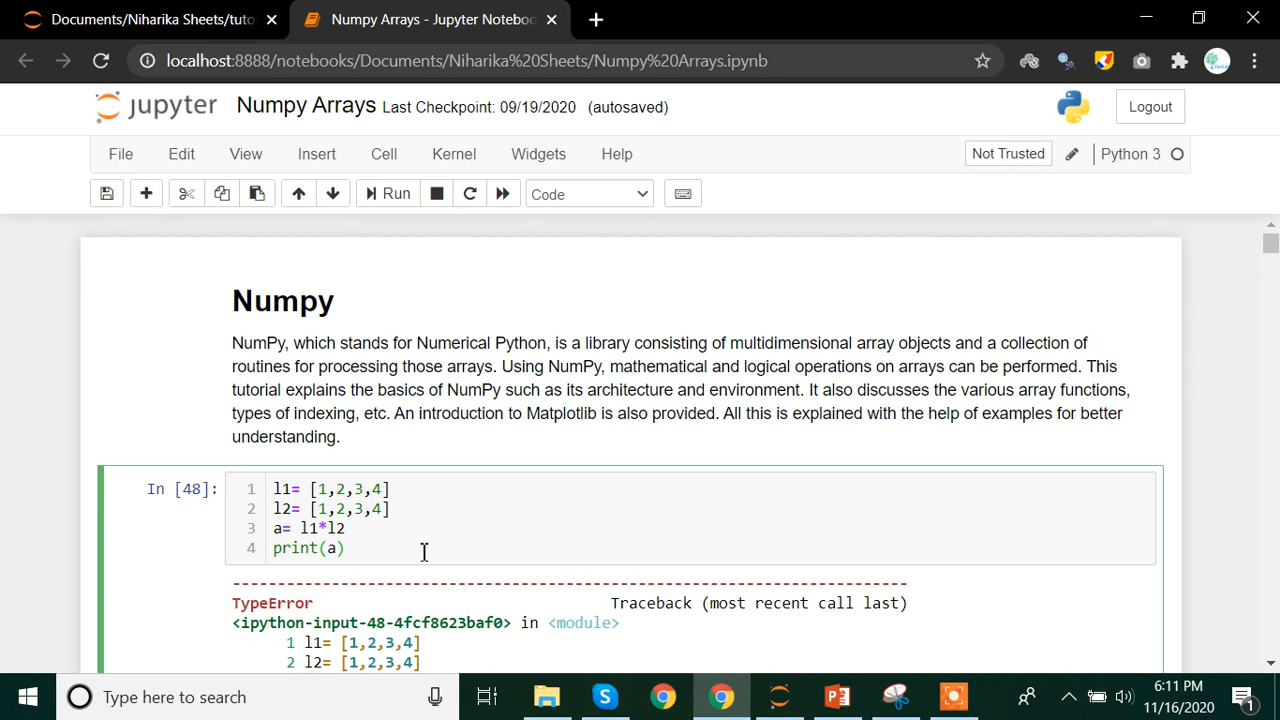 Documents/Niharika Sheets/tuto
Numpy Arrays - Jupyter Noteboo
localhost:8888/notebooks/Documents/Niharika%20Sheets/Numpy%20Arrays.ipynb
jupyter Numpy Arrays Last Checkpoint: 09/19/2020 (autosaved)
Logout
File Edit View Insert Cell Kernel Widgets Help
Not Trusted
Python 3
Run
Code
Numpy
NumPy, which stands for Numerical Python, is a library consisting of multidimensional array objects and a collection of
routines for processing those arrays. Using NumPy, mathematical and logical operations on arrays can be performed. This
tutorial explains the basics of NumPy such as its architecture and environment. It also discusses the various array functions,
types of indexing, etc. An introduction to Matplotlib is also provided. All this is explained with the help of examples for better
understanding.
In [48]:
1 l1= [1,2,3,4]
2 l2= [1,2,3,4]
3 a= l1*l2
4 print(a)
---------------------------------------------------------------------------
TypeError Traceback (most recent call last)
<ipython-input-48-4fcf8623baf0> in <module>
1 l1= [1,2,3,4]
2 l2= [1,2,3,4]
Type here to search
6:11 PM
11/16/2020
1